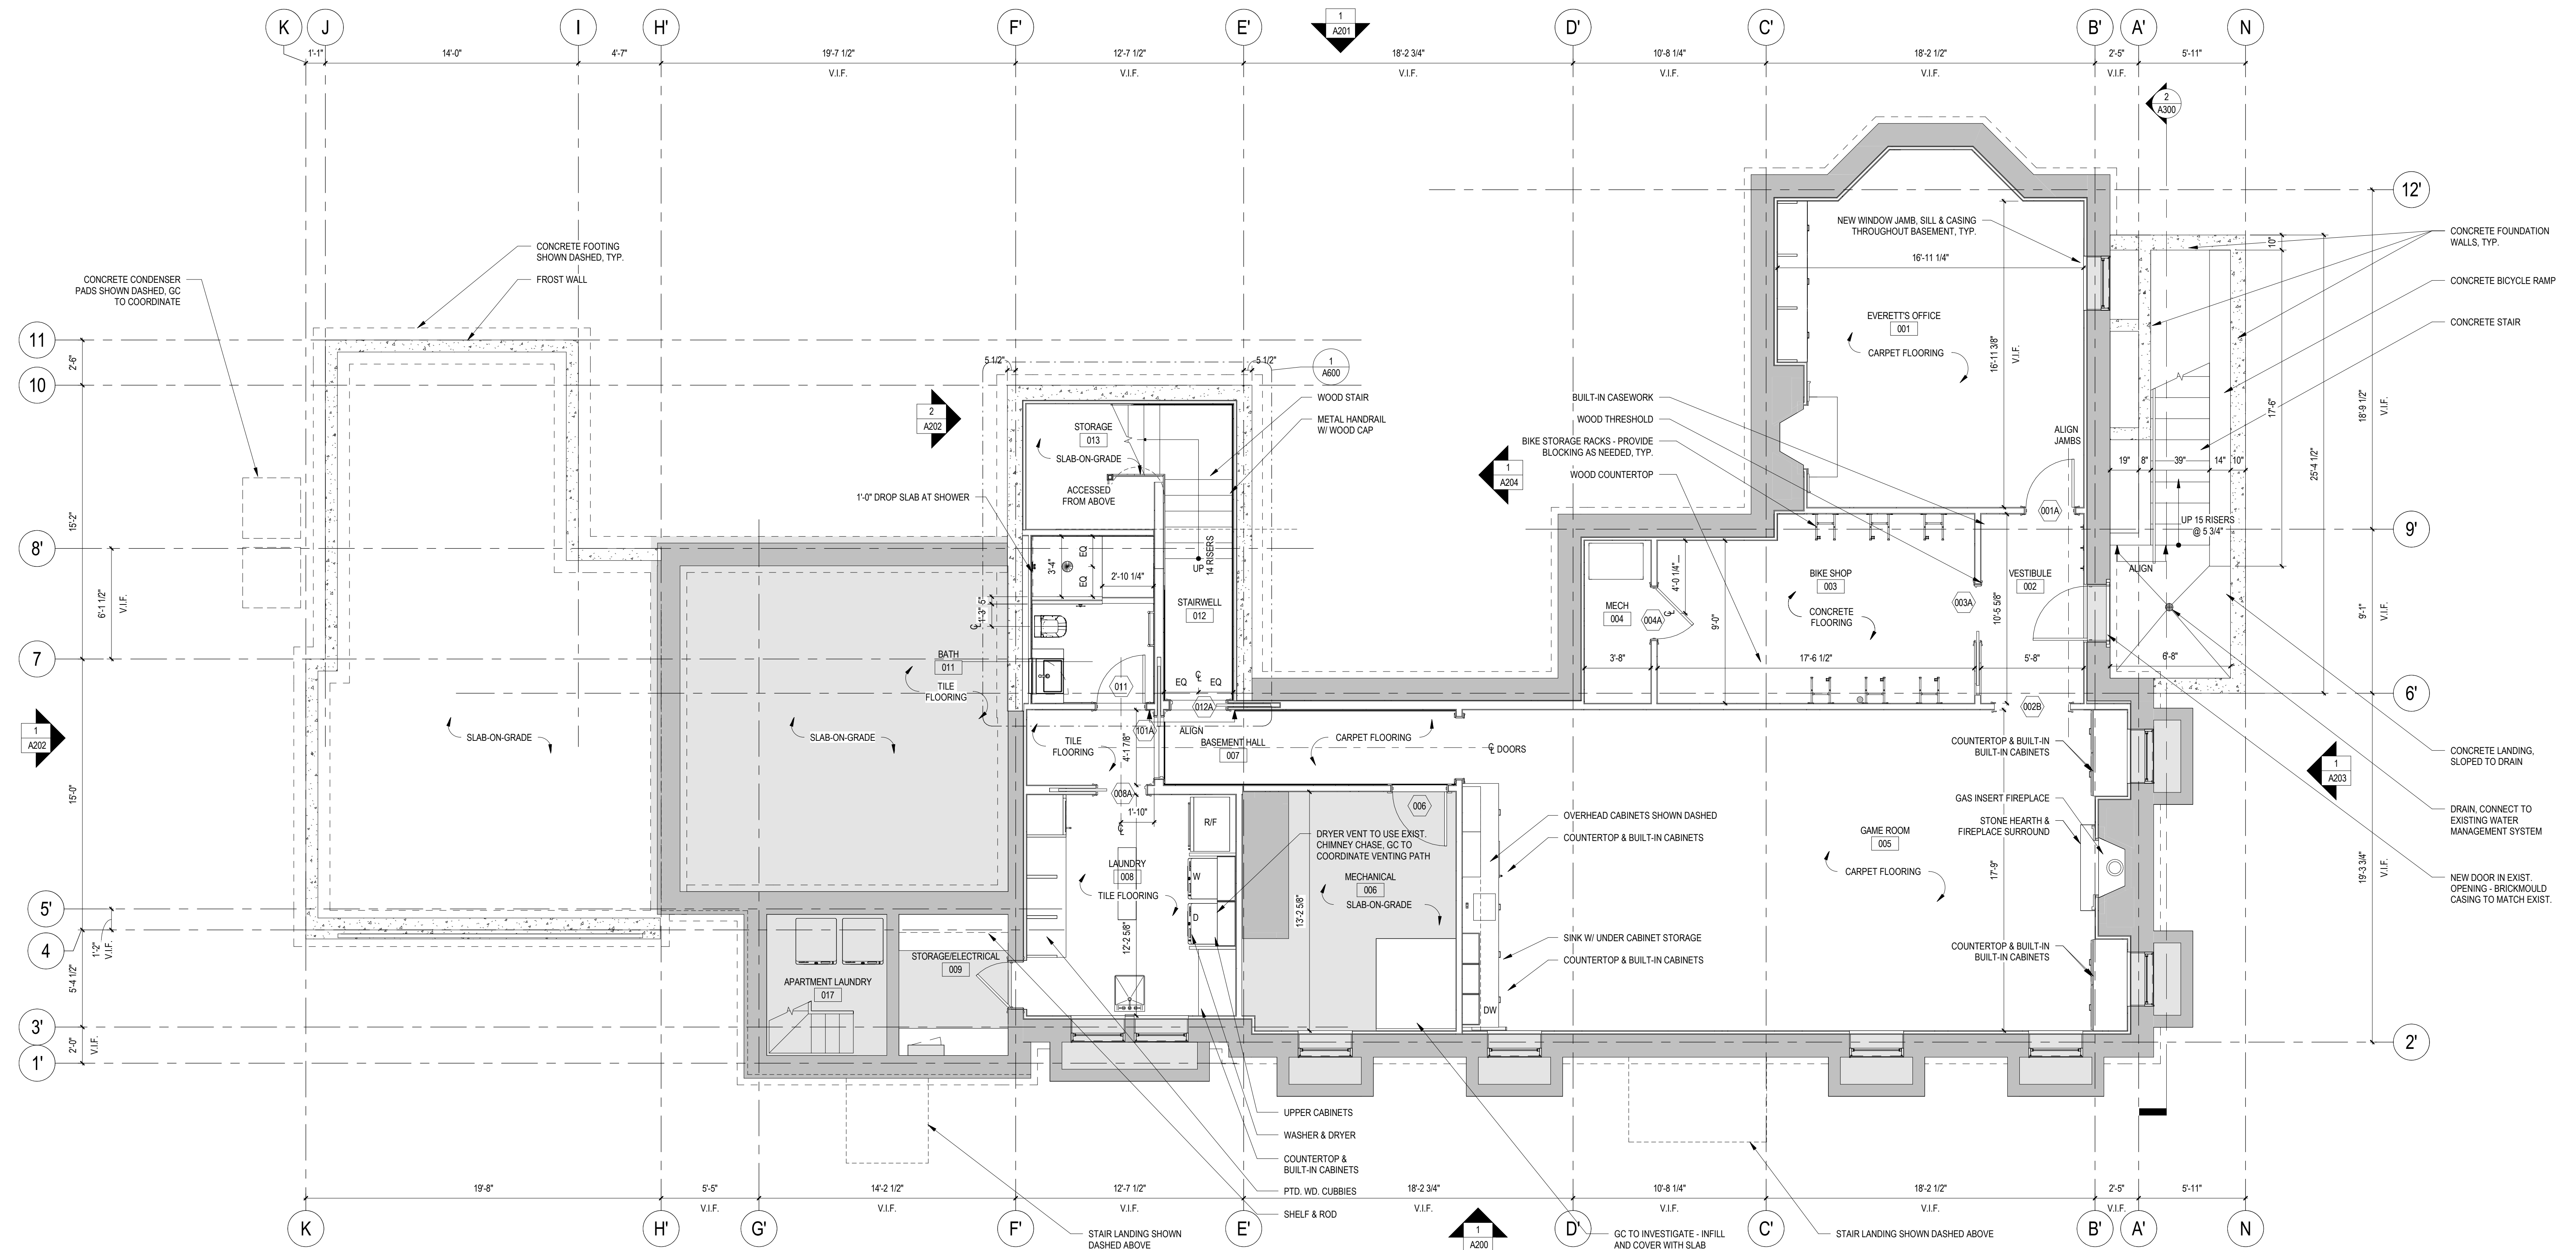 K
J
I
H'
F'
E'
1
A201
D'
C'
B'
A'
N
1'-1"
14'-0"
4'-7"
19'-7 1/2"
12'-7 1/2"
18'-2 3/4"
10'-8 1/4"
18'-2 1/2"
2'-5"
5'-11"
V.I.F.
V.I.F.
V.I.F.
V.I.F.
V.I.F.
V.I.F.
2
A300
12'
NEW WINDOW JAMB, SILL & CASING
THROUGHOUT BASEMENT, TYP.
CONCRETE FOUNDATION
WALLS, TYP.
10"
CONCRETE FOOTING
SHOWN DASHED, TYP.
FROST WALL
CONCRETE CONDENSER
PADS SHOWN DASHED, GC
TO COORDINATE
16'-11 1/4"
CONCRETE BICYCLE RAMP
EVERETT'S OFFICE
001
CARPET FLOORING
16'-11 3/8"
V.I.F.
CONCRETE STAIR
11
2'-6"
10
5 1/2"
5 1/2"
1
A600
2
A202
WOOD STAIR
METAL HANDRAIL
W/ WOOD CAP
BUILT-IN CASEWORK
WOOD THRESHOLD
BIKE STORAGE RACKS - PROVIDE
BLOCKING AS NEEDED, TYP.
WOOD COUNTERTOP
1
A204
17'-6"
18'-9 1/2"
V.I.F.
25'-4 1/2"
STORAGE
013
SLAB-ON-GRADE
ACCESSED
FROM ABOVE
ALIGN
JAMBS
19"
8"
39"
14"
10"
1'-0" DROP SLAB AT SHOWER
15'-2"
8'
001A
UP 15 RISERS
@ 5 3/4"
ALIGN
9'
EQ
EQ
3'-4"
2'-10 1/4"
UP
14 RISERS
STAIRWELL
012
5"
1'-3"
MECH
004
4'-0 1/4"
004A
9'-0"
BIKE SHOP
003
CONCRETE
FLOORING
003A
10'-5 5/8"
VESTIBULE
002
6'-1 1/2"
V.I.F.
9'-1"
V.I.F.
7
BATH
011
TILE
FLOORING
011
EQ
EQ
3'-8"
17'-6 1/2"
5'-8"
6'-8"
6'
012A
002B
101A
ALIGN
1
A202
SLAB-ON-GRADE
SLAB-ON-GRADE
TILE
FLOORING
4'-1 7/8"
BASEMENT HALL
007
CARPET FLOORING
DOORS
COUNTERTOP & BUILT-IN
BUILT-IN CABINETS
1
A203
CONCRETE LANDING,
SLOPED TO DRAIN
15'-0"
008A
1'-10"
R/F
006
GAS INSERT FIREPLACE
STONE HEARTH &
FIREPLACE SURROUND
DRAIN, CONNECT TO
EXISTING WATER
MANAGEMENT SYSTEM
DRYER VENT TO USE EXIST.
CHIMNEY CHASE, GC TO
COORDINATE VENTING PATH
OVERHEAD CABINETS SHOWN DASHED
COUNTERTOP & BUILT-IN CABINETS
GAME ROOM
005
CARPET FLOORING
17'-9"
19'-3 3/4"
V.I.F.
LAUNDRY
008
TILE FLOORING
W
D
12'-2 5/8"
MECHANICAL
006
SLAB-ON-GRADE
13'-2 5/8"
NEW DOOR IN EXIST.
OPENING - BRICKMOULD
CASING TO MATCH EXIST.
5'
1'-2"
V.I.F.
4
SINK W/ UNDER CABINET STORAGE
COUNTERTOP & BUILT-IN CABINETS
COUNTERTOP & BUILT-IN
BUILT-IN CABINETS
STORAGE/ELECTRICAL
009
APARTMENT LAUNDRY
017
5'-4 1/2"
DW
3'
2'-0"
V.I.F.
1'
2'
UPPER CABINETS
WASHER & DRYER
COUNTERTOP &
BUILT-IN CABINETS
PTD. WD. CUBBIES
SHELF & ROD
19'-8"
5'-5"
14'-2 1/2"
12'-7 1/2"
18'-2 3/4"
10'-8 1/4"
18'-2 1/2"
2'-5"
5'-11"
V.I.F.
V.I.F.
V.I.F.
V.I.F.
V.I.F.
V.I.F.
V.I.F.
K
H'
G'
F'
E'
D'
C'
B'
A'
N
STAIR LANDING SHOWN
DASHED ABOVE
1
A200
GC TO INVESTIGATE - INFILL
AND COVER WITH SLAB
STAIR LANDING SHOWN DASHED ABOVE